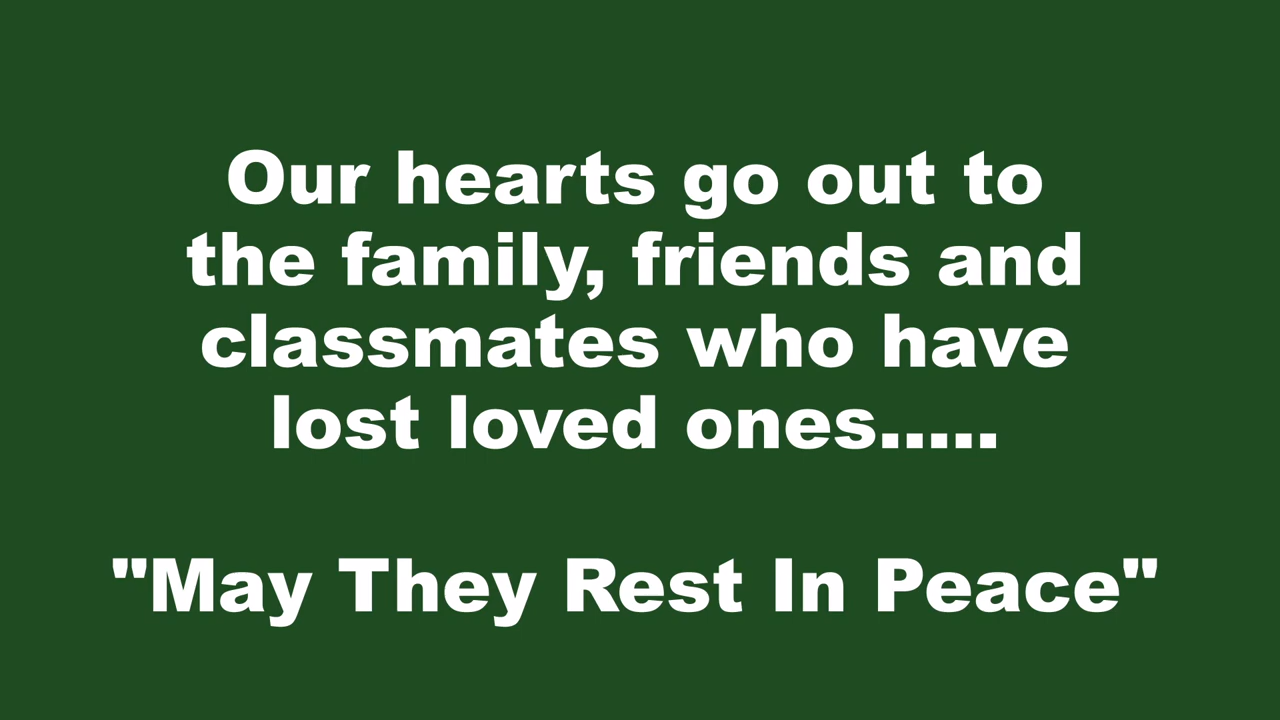 Our hearts go out to
the family, friends and
classmates who have
lost loved ones.....
"May They Rest In Peace"